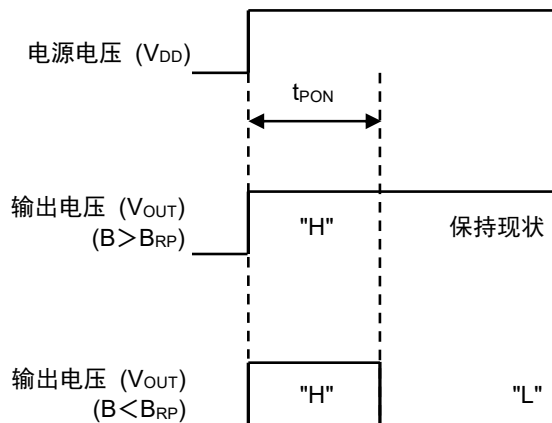 电源电压 (VDD)
tPON
输出电压 (VOUT)
(B＞BRP)
"H"
保持现状
输出电压 (VOUT)
(B＜BRP)
"H"
"L"